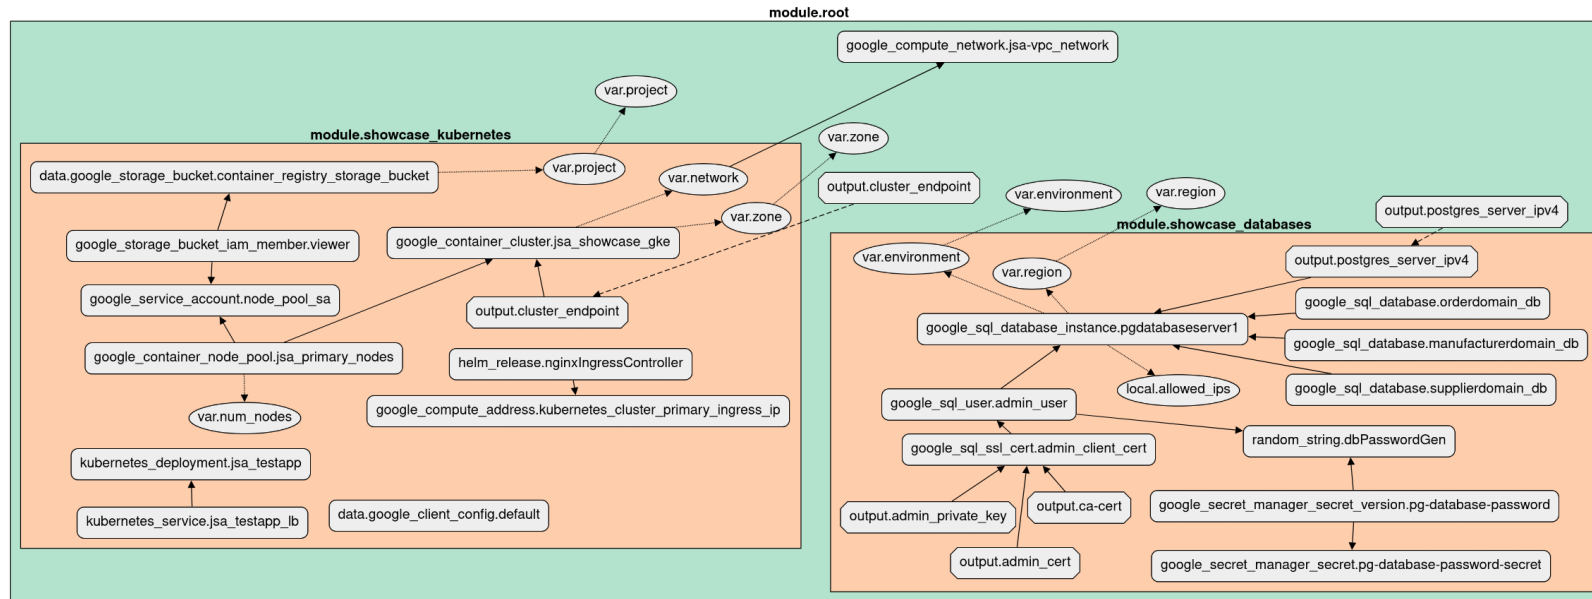 module.root
google_compute_network.jsa-vpc_network
var.project
module.showcase_kubernetes
var.zone
data.google_storage_bucket.container_registry_storage_bucket
var.project
var.network
var.zone
google_storage_bucket_iam_member.viewer
google_container_cluster.jsa_showcase_gke
google_service_account.node_pool_sa
output.cluster_endpoint
google_container_node_pool.jsa_primary_nodes
helm_release.nginxIngressController
var.num_nodes
google_compute_address.kubernetes_cluster_primary_ingress_ip
kubernetes_deployment.jsa_testapp
kubernetes_service.jsa_testapp_lb
data.google_client_config.default
output.cluster_endpoint
var.environment
var.region
output.postgres_server_ipv4
module.showcase_databases
var.environment
var.region
output.postgres_server_ipv4
google_sql_database.orderdomain_db
google_sql_database_instance.pgdatabaseserver1
google_sql_database.manufacturerdomain_db
local.allowed_ips
google_sql_database.supplierdomain_db
google_sql_user.admin_user
random_string.dbPasswordGen
google_sql_ssl_cert.admin_client_cert
output.admin_private_key
output.ca-cert
google_secret_manager_secret_version.pg-database-password
output.admin_cert
google_secret_manager_secret.pg-database-password-secret